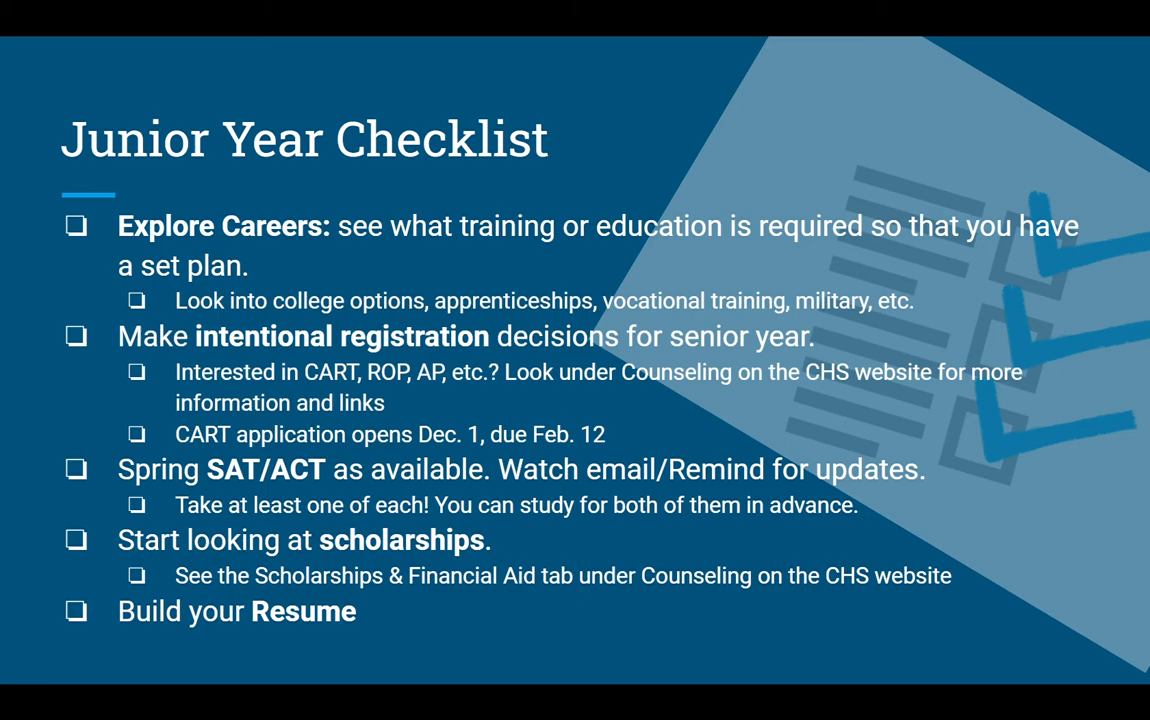 Junior Year Checklist
❏ Explore Careers: see what training or education is required so that you have
a set plan.
❏ Look into college options, apprenticeships, vocational training, military, etc.
❏ Make intentional registration decisions for senior year.
❏ Interested in CART, ROP, AP, etc.? Look under Counseling on the CHS website for more
information and links
❏ CART application opens Dec. 1, due Feb. 12
❏ Spring SAT/ACT as available. Watch email/Remind for updates.
❏ Take at least one of each! You can study for both of them in advance.
❏ Start looking at scholarships.
❏ See the Scholarships & Financial Aid tab under Counseling on the CHS website
❏ Build your Resume